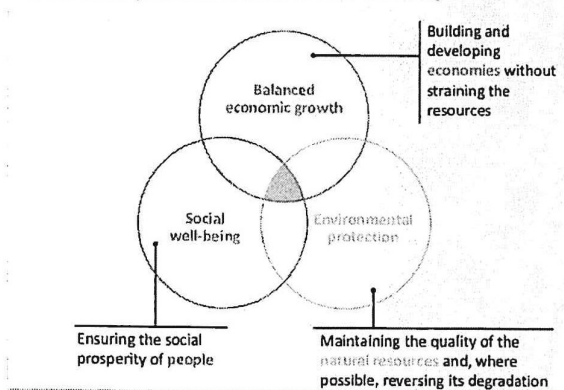 Building and
developing
economies without
straining the
resources
Balanced
economic growth
Social
well-being
Environmental
protection
Ensuring the social
prosperity of people
Maintaining the quality of the
natural resources and, where
possible, reversing its degradation